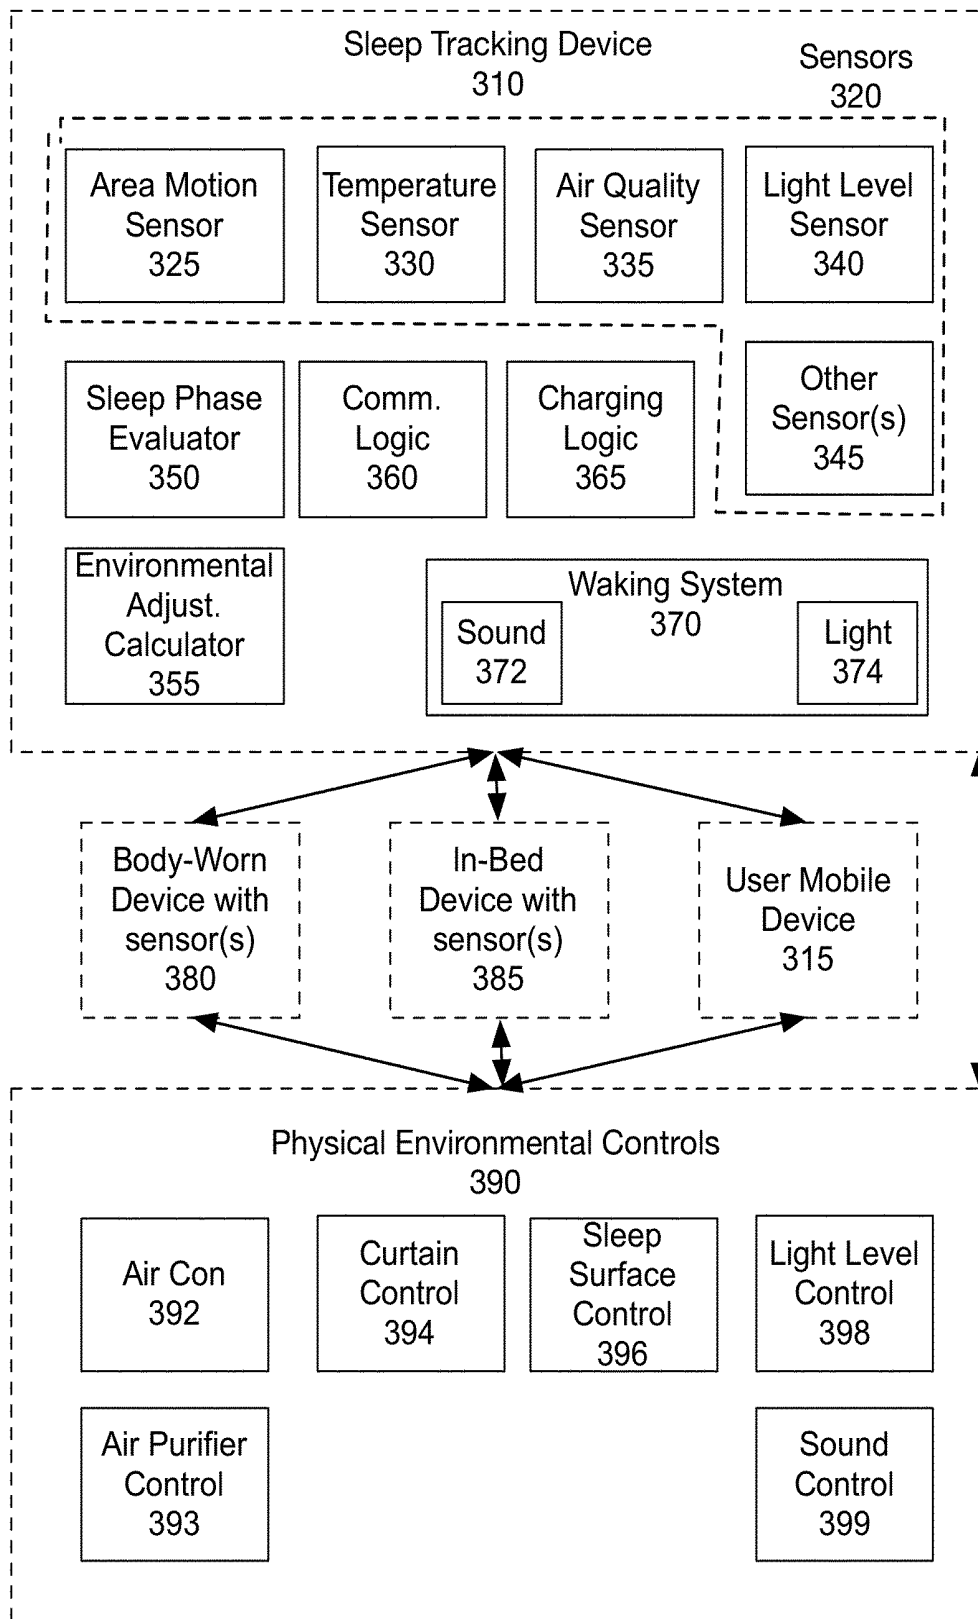 Sleep Tracking Device
310
Sensors
320
Area Motion
Sensor
325
Temperature
Sensor
330
Air Quality
Sensor
335
Light Level
Sensor
340
Sleep Phase
Evaluator
350
Comm.
Logic
360
Charging
Logic
365
Other
Sensor(s)
345
Environmental
Adjust.
Calculator
355
Waking System
370
Sound
372
Light
374
Body-Worn
Device with
sensor(s)
380
In-Bed
Device with
sensor(s)
385
User Mobile
Device
315
Physical Environmental Controls
390
Air Con
392
Curtain
Control
394
Sleep
Surface
Control
396
Light Level
Control
398
Air Purifier
Control
393
Sound
Control
399